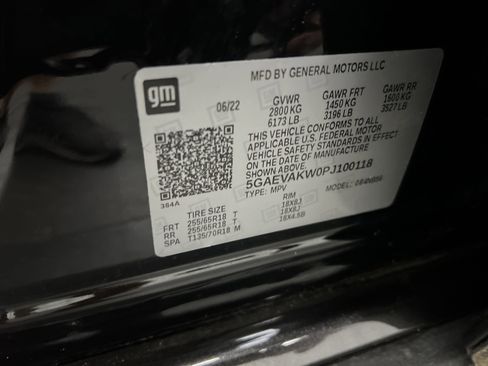 MFD BY GENERAL MOTORS LLC
gm
06/22
GVWR GAWR FRT GAWR RR
2800 KG 1450 KG 1600 KG
6173 LB 3196 LB 3527 LB
THIS VEHICLE CONFORMS TO ALL
APPLICABLE U.S. FEDERAL MOTOR
VEHICLE SAFETY STANDARDS IN EFFECT
ON THE DATE OF MANUFACTURE SHOWN ABOVE.
5GAEVAKW0PJ100118
TYPE: MPV MODEL:
384A
TIRE SIZE RIM
FRT 255/65R18 T 18X8J
RR 255/65R18 T 18X8J
SPA T135/70R18 M 18X4.5B